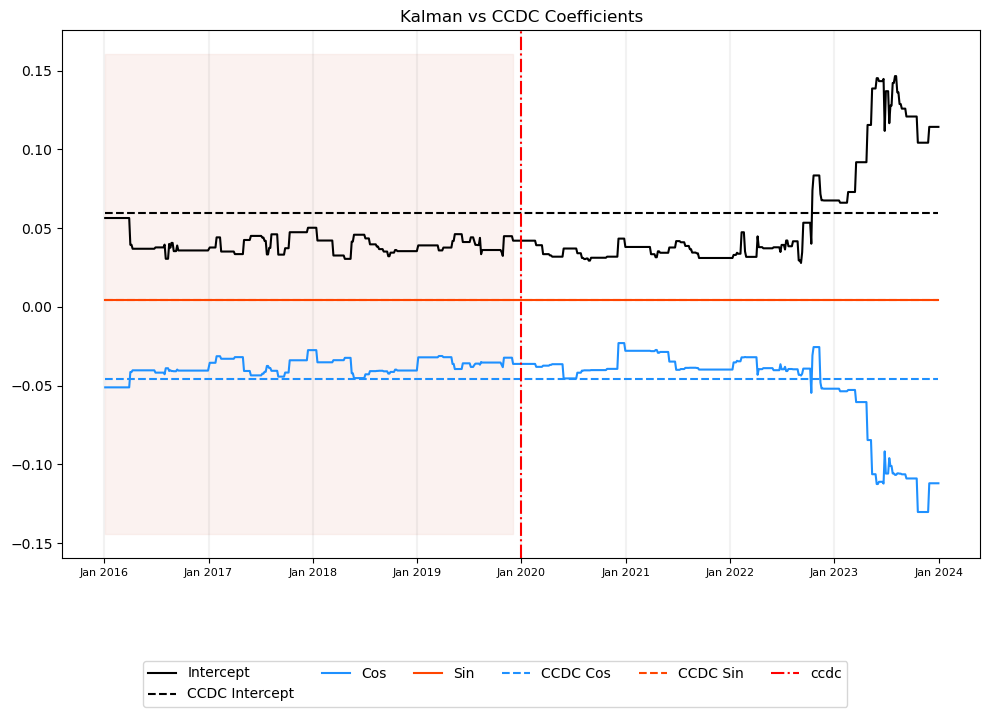 Kalman vs CCDC Coefficients
0.15
0.10
0.05
0.00
−0.05
−0.10
−0.15
Jan 2016 Jan 2017 Jan 2018 Jan 2019 Jan 2020 Jan 2021 Jan 2022 Jan 2023 Jan 2024
Intercept Cos Sin CCDC Cos CCDC Sin ccdc
CCDC Intercept